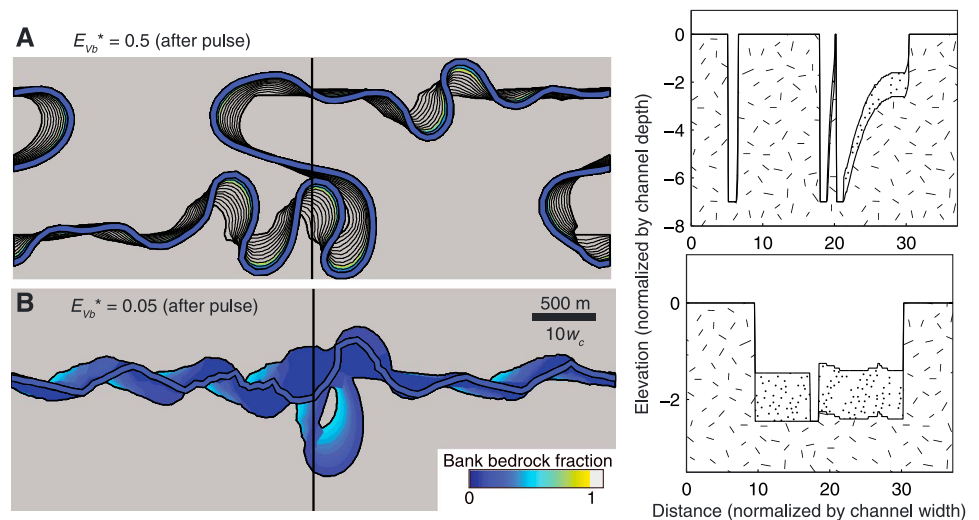 A
E_Vb* = 0.5 (after pulse)
B
E_Vb* = 0.05 (after pulse)
500 m
10w_c
Bank bedrock fraction
0
1
0
−2
−4
−6
−8
0
10
20
30
Elevation (normalized by channel depth)
0
−2
0
10
20
30
Distance (normalized by channel width)